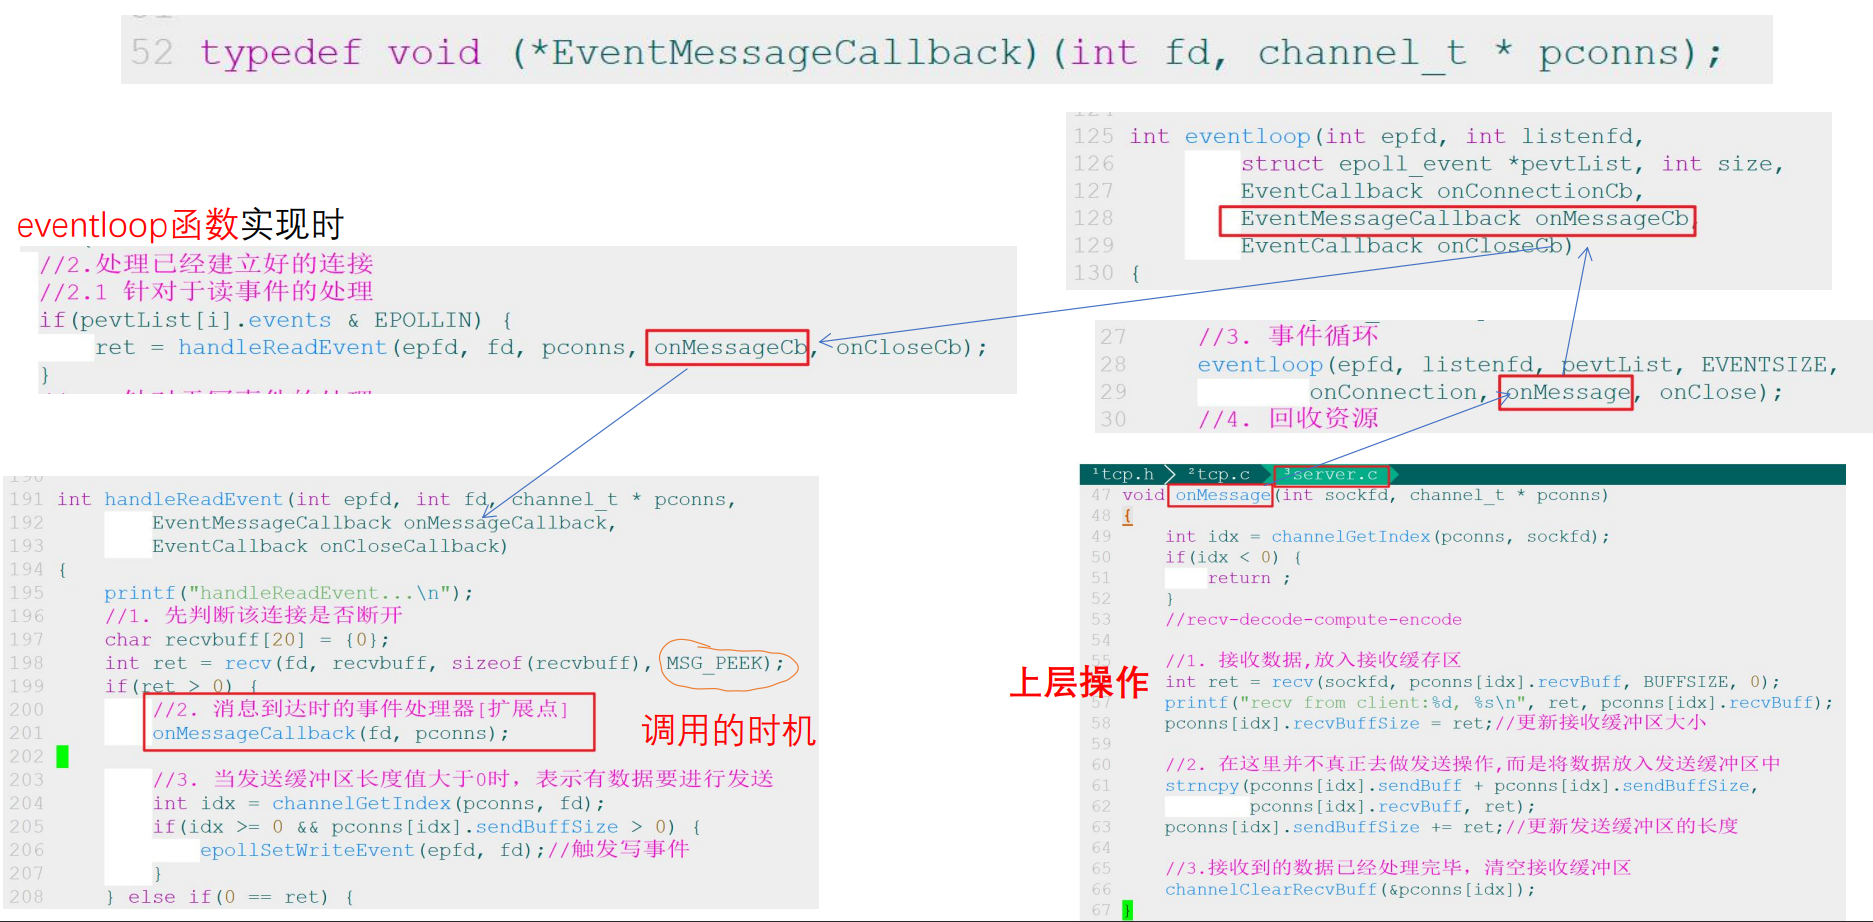 52 typedef void (*EventMessageCallback)(int fd, channel_t * pconns);
125 int eventloop(int epfd, int listenfd,
126 struct epoll_event *pevtList, int size,
127 EventCallback onConnectionCb,
128 EventMessageCallback onMessageCb,
129 EventCallback onCloseCb)
130 {
eventloop函数实现时
//2.处理已经建立好的连接
//2.1 针对于读事件的处理
if(pevtList[i].events & EPOLLIN) {
ret = handleReadEvent(epfd, fd, pconns, onMessageCb, onCloseCb);
}
27 //3. 事件循环
28 eventloop(epfd, listenfd, pevtList, EVENTSIZE,
29 onConnection, onMessage, onClose);
30 //4. 回收资源
191 int handleReadEvent(int epfd, int fd, channel_t * pconns,
192 EventMessageCallback onMessageCallback,
193 EventCallback onCloseCallback)
194 {
195 printf("handleReadEvent...\n");
196 //1. 先判断该连接是否断开
197 char recvbuff[20] = {0};
198 int ret = recv(fd, recvbuff, sizeof(recvbuff), MSG_PEEK);
199 if(ret > 0) {
200 //2. 消息到达时的事件处理器[扩展点]
201 onMessageCallback(fd, pconns);
202
203 //3. 当发送缓冲区长度值大于0时，表示有数据要进行发送
204 int idx = channelGetIndex(pconns, fd);
205 if(idx >= 0 && pconns[idx].sendBuffSize > 0) {
206 epollSetWriteEvent(epfd, fd);//触发写事件
207 }
208 } else if(0 == ret) {
调用的时机
¹tcp.h ²tcp.c ³server.c
47 void onMessage(int sockfd, channel_t * pconns)
48 {
49 int idx = channelGetIndex(pconns, sockfd);
50 if(idx < 0) {
51 return ;
52 }
53 //recv-decode-compute-encode
54
55 //1. 接收数据,放入接收缓存区
上层操作
int ret = recv(sockfd, pconns[idx].recvBuff, BUFFSIZE, 0);
57 printf("recv from client:%d, %s\n", ret, pconns[idx].recvBuff);
58 pconns[idx].recvBuffSize = ret;//更新接收缓冲区大小
59
60 //2. 在这里并不真正去做发送操作,而是将数据放入发送缓冲区中
61 strncpy(pconns[idx].sendBuff + pconns[idx].sendBuffSize,
62 pconns[idx].recvBuff, ret);
63 pconns[idx].sendBuffSize += ret;//更新发送缓冲区的长度
64
65 //3.接收到的数据已经处理完毕，清空接收缓冲区
66 channelClearRecvBuff(&pconns[idx]);
67 }